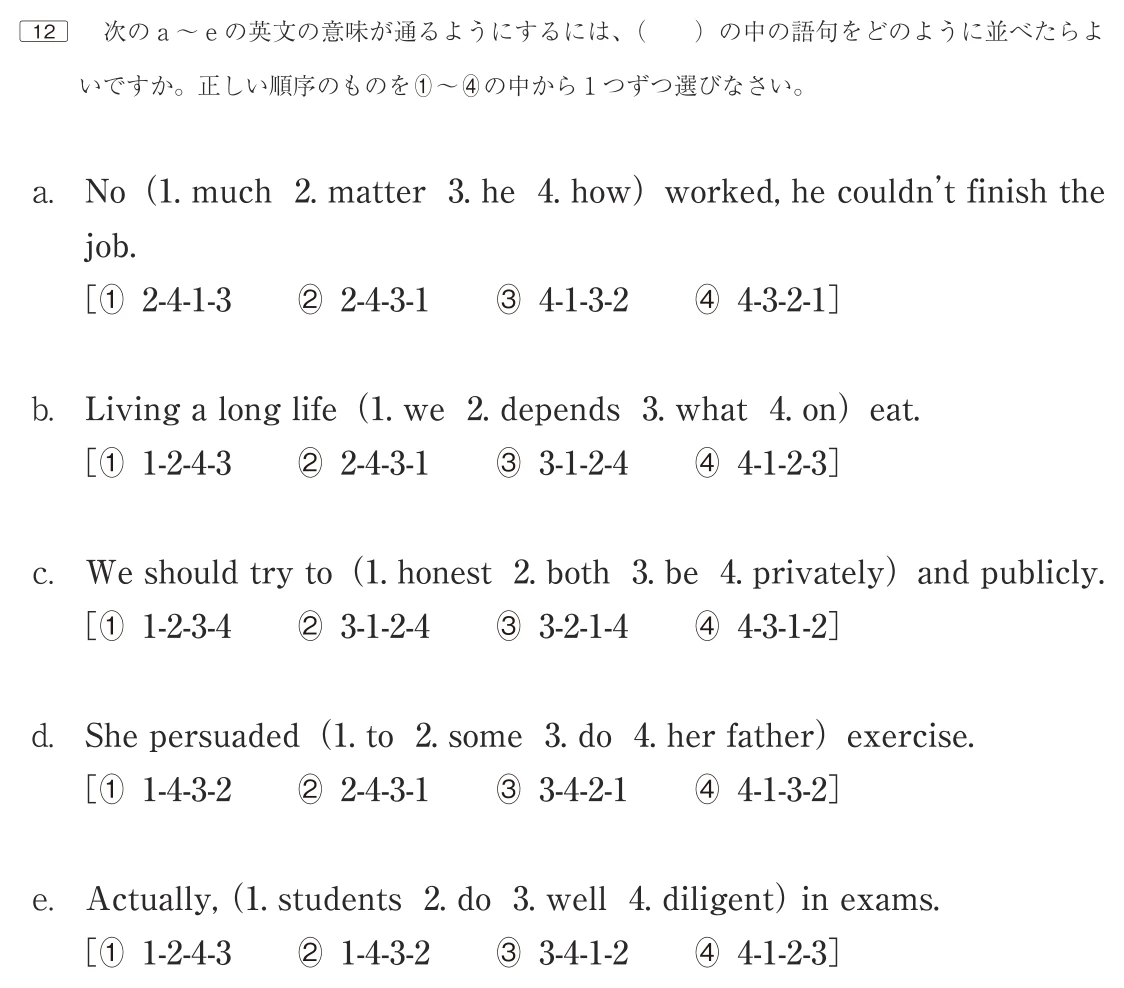 12 次のa～eの英文の意味が通るようにするには、(　　)の中の語句をどのように並べたらよ
いですか。正しい順序のものを①～④の中から1つずつ選びなさい。
a. No (1. much 2. matter 3. he 4. how) worked, he couldn't finish the
job.
[① 2-4-1-3 ② 2-4-3-1 ③ 4-1-3-2 ④ 4-3-2-1]
b. Living a long life (1. we 2. depends 3. what 4. on) eat.
[① 1-2-4-3 ② 2-4-3-1 ③ 3-1-2-4 ④ 4-1-2-3]
c. We should try to (1. honest 2. both 3. be 4. privately) and publicly.
[① 1-2-3-4 ② 3-1-2-4 ③ 3-2-1-4 ④ 4-3-1-2]
d. She persuaded (1. to 2. some 3. do 4. her father) exercise.
[① 1-4-3-2 ② 2-4-3-1 ③ 3-4-2-1 ④ 4-1-3-2]
e. Actually, (1. students 2. do 3. well 4. diligent) in exams.
[① 1-2-4-3 ② 1-4-3-2 ③ 3-4-1-2 ④ 4-1-2-3]